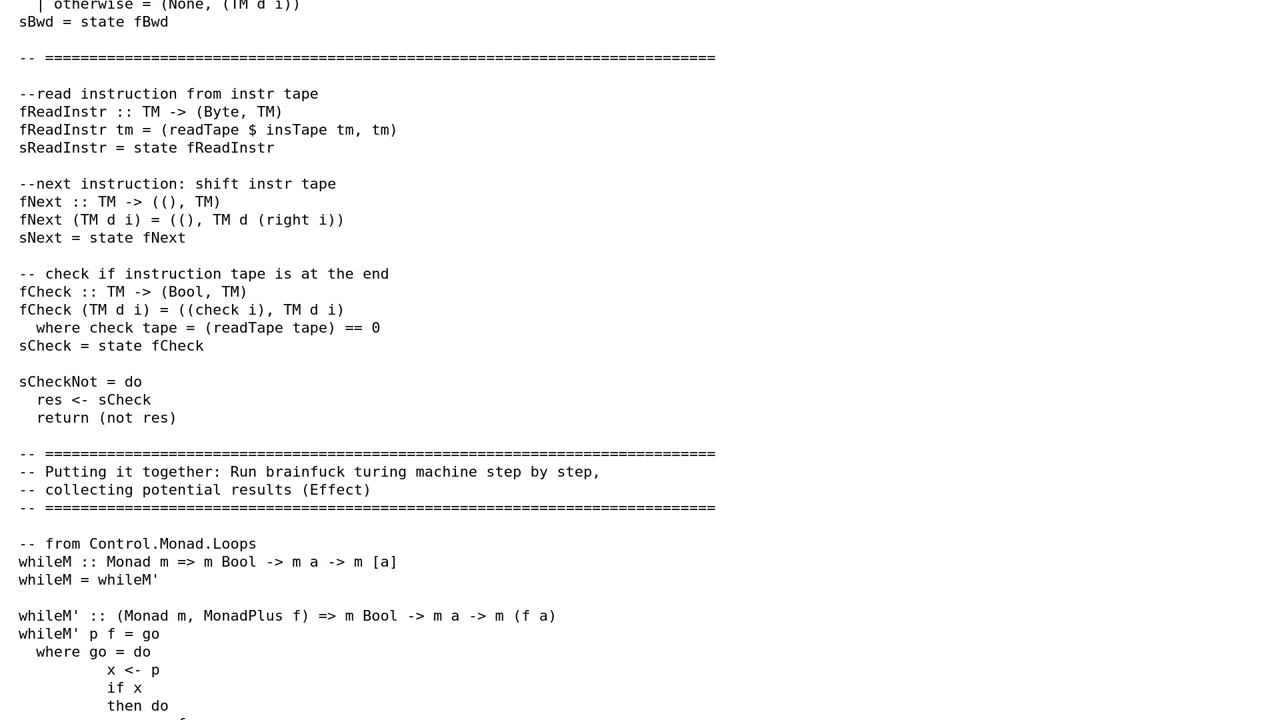 | otherwise = (None, (TM d i))
sBwd = state fBwd

-- ============================================================================

--read instruction from instr tape
fReadInstr :: TM -> (Byte, TM)
fReadInstr tm = (readTape $ insTape tm, tm)
sReadInstr = state fReadInstr

--next instruction: shift instr tape
fNext :: TM -> ((), TM)
fNext (TM d i) = ((), TM d (right i))
sNext = state fNext

-- check if instruction tape is at the end
fCheck :: TM -> (Bool, TM)
fCheck (TM d i) = ((check i), TM d i)
  where check tape = (readTape tape) == 0
sCheck = state fCheck

sCheckNot = do
  res <- sCheck
  return (not res)

-- ============================================================================
-- Putting it together: Run brainfuck turing machine step by step,
-- collecting potential results (Effect)
-- ============================================================================

-- from Control.Monad.Loops
whileM :: Monad m => m Bool -> m a -> m [a]
whileM = whileM'

whileM' :: (Monad m, MonadPlus f) => m Bool -> m a -> m (f a)
whileM' p f = go
  where go = do
          x <- p
          if x
          then do